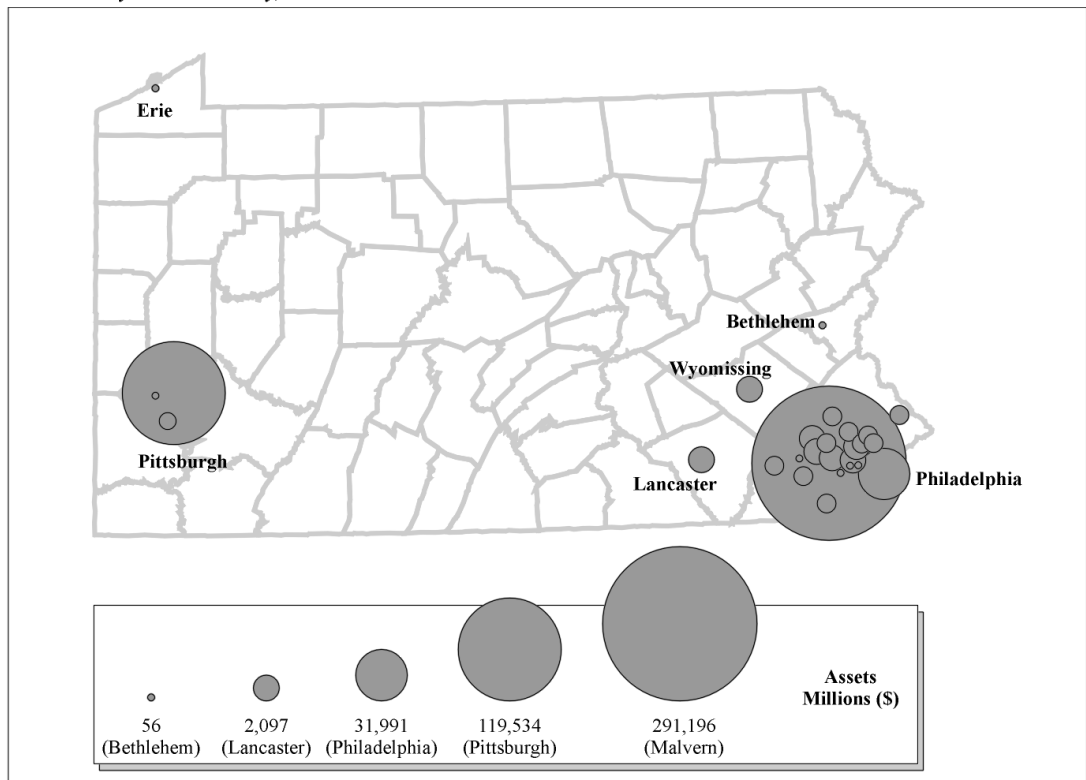 Erie
Bethlehem
Wyomissing
Pittsburgh
Lancaster
Philadelphia
Assets
Millions ($)
56
(Bethlehem)
2,097
(Lancaster)
31,991
(Philadelphia)
119,534
(Pittsburgh)
291,196
(Malvern)